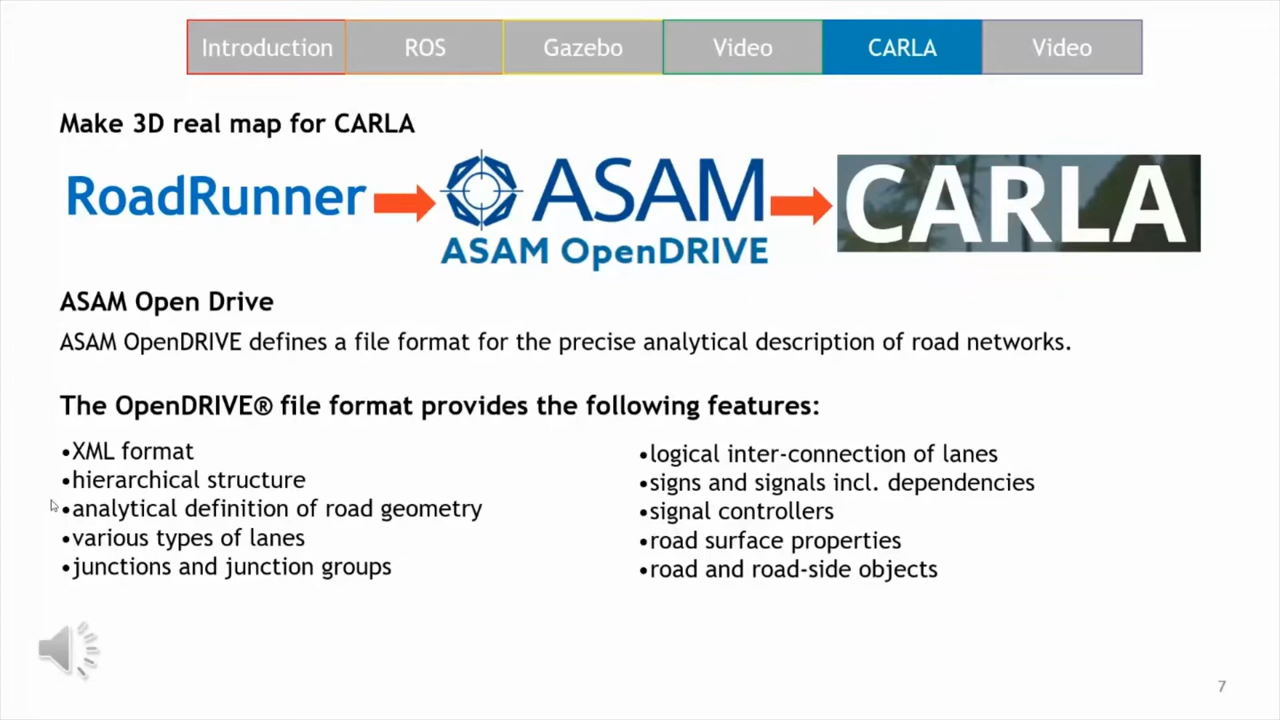 Introduction
ROS
Gazebo
Video
CARLA
Video
Make 3D real map for CARLA
RoadRunner
ASAM
ASAM OpenDRIVE
CARLA
ASAM Open Drive
ASAM OpenDRIVE defines a file format for the precise analytical description of road networks.
The OpenDRIVE® file format provides the following features:
•XML format
•hierarchical structure
•analytical definition of road geometry
•various types of lanes
•junctions and junction groups
•logical inter-connection of lanes
•signs and signals incl. dependencies
•signal controllers
•road surface properties
•road and road-side objects
7